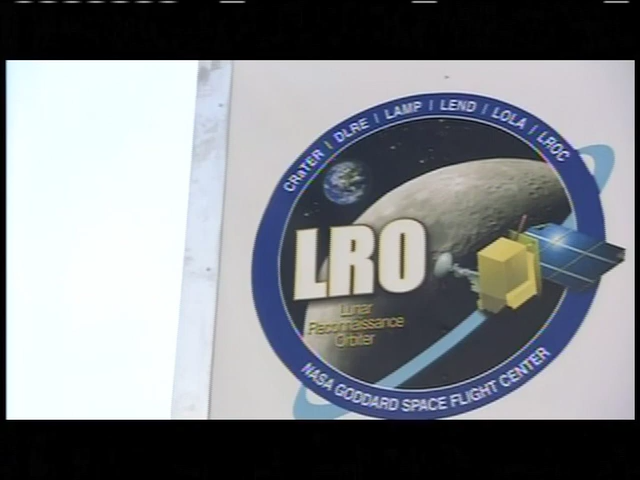 CRaTER | DLRE | LAMP | LEND | LOLA | LROC
LRO
Lunar
Reconnaissance
Orbiter
NASA GODDARD SPACE FLIGHT CENTER